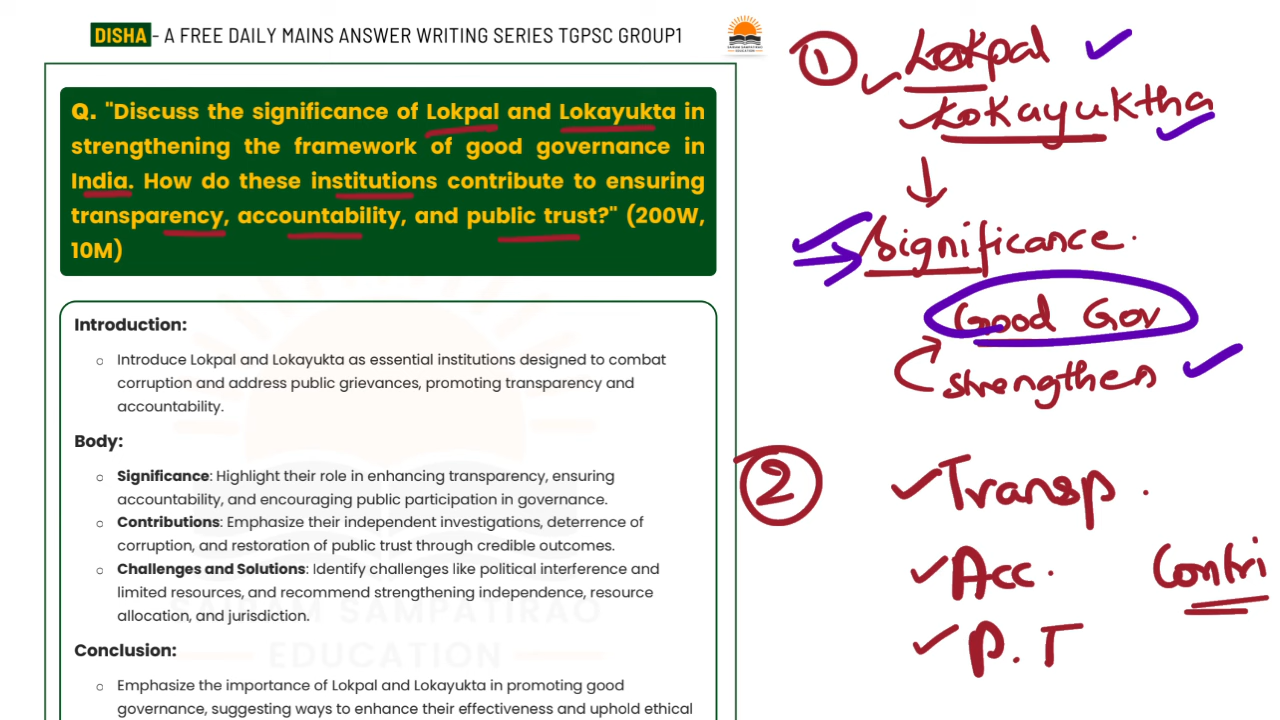 DISHA - A FREE DAILY MAINS ANSWER WRITING SERIES TGPSC GROUP1
SAIRAM SAMPATIRAO
EDUCATION
Q. "Discuss the significance of Lokpal and Lokayukta in
strengthening the framework of good governance in
India. How do these institutions contribute to ensuring
transparency, accountability, and public trust?" (200W,
10M)
Introduction:
Introduce Lokpal and Lokayukta as essential institutions designed to combat
corruption and address public grievances, promoting transparency and
accountability.
Body:
Significance: Highlight their role in enhancing transparency, ensuring
accountability, and encouraging public participation in governance.
Contributions: Emphasize their independent investigations, deterrence of
corruption, and restoration of public trust through credible outcomes.
Challenges and Solutions: Identify challenges like political interference and
limited resources, and recommend strengthening independence, resource
allocation, and jurisdiction.
SAIRAM SAMPATIRAO
EDUCATION
Conclusion:
Emphasize the importance of Lokpal and Lokayukta in promoting good
governance, suggesting ways to enhance their effectiveness and uphold ethical
1 Lokpal
Lokayuktha
Significance.
Good Gov
strengthen
2 Transp.
Acc. Contri
P. T